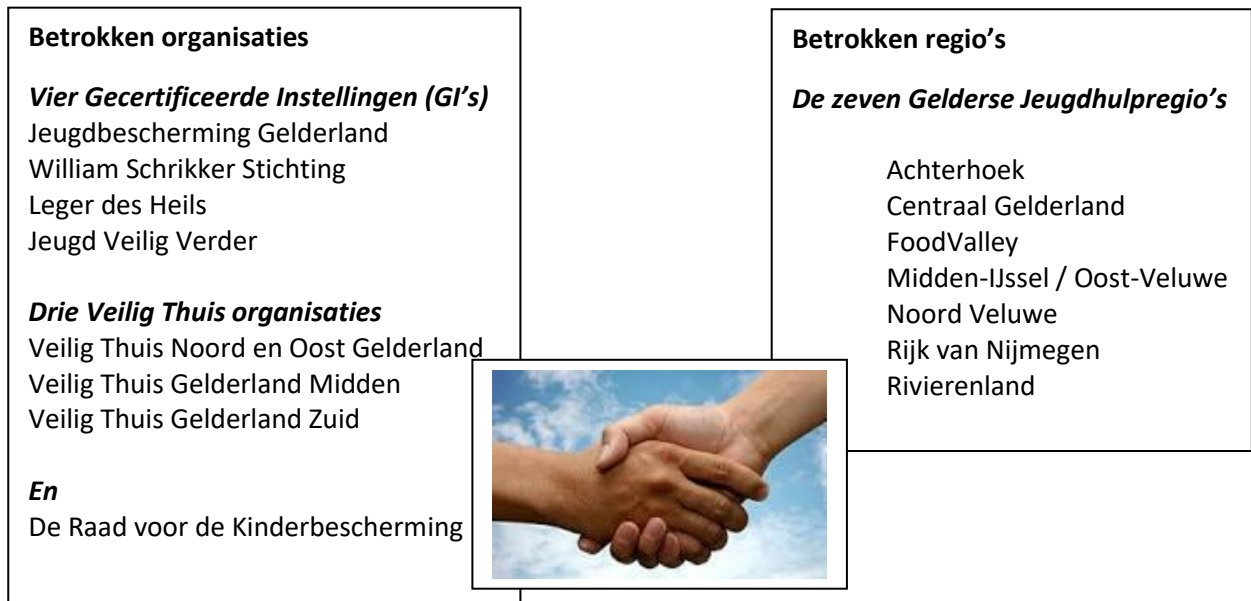 Betrokken organisaties
Vier Gecertificeerde Instellingen (GI's)
Jeugdbescherming Gelderland
William Schrikker Stichting
Leger des Heils
Jeugd Veilig Verder
Drie Veilig Thuis organisaties
Veilig Thuis Noord en Oost Gelderland
Veilig Thuis Gelderland Midden
Veilig Thuis Gelderland Zuid
En
De Raad voor de Kinderbescherming
Betrokken regio's
De zeven Gelderse Jeugdhulpregio's
Achterhoek
Centraal Gelderland
FoodValley
Midden-IJssel / Oost-Veluwe
Noord Veluwe
Rijk van Nijmegen
Rivierenland